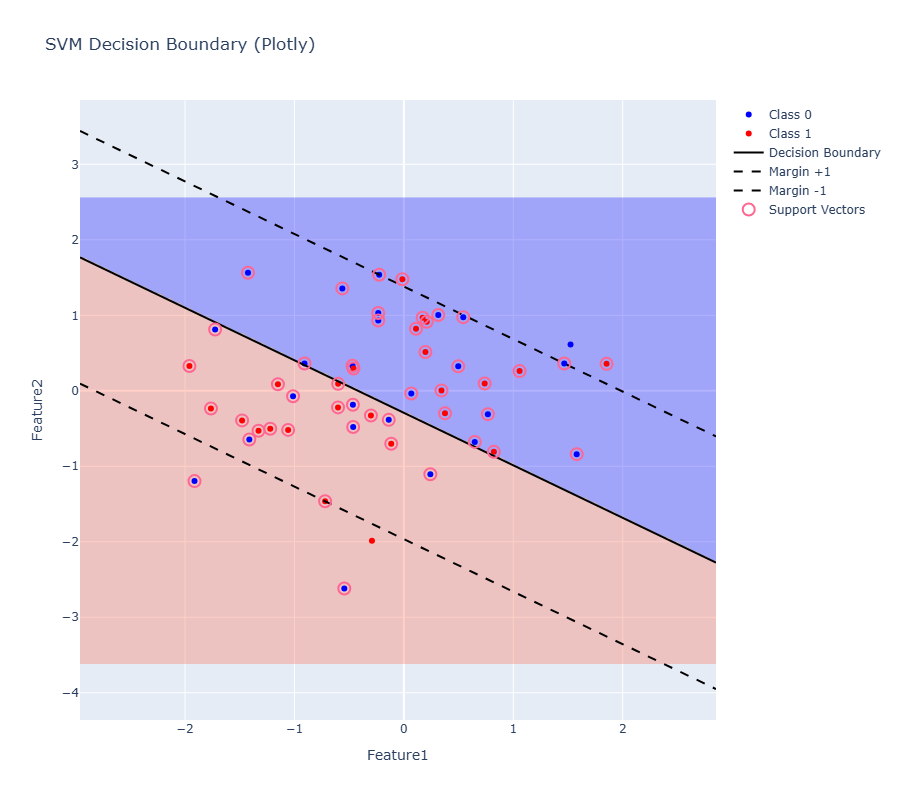 SVM Decision Boundary (Plotly)
Class 0
Class 1
Decision Boundary
Margin +1
Margin -1
Support Vectors
3
2
1
0
−1
−2
−3
−4
Feature2
−2
−1
0
1
2
Feature1